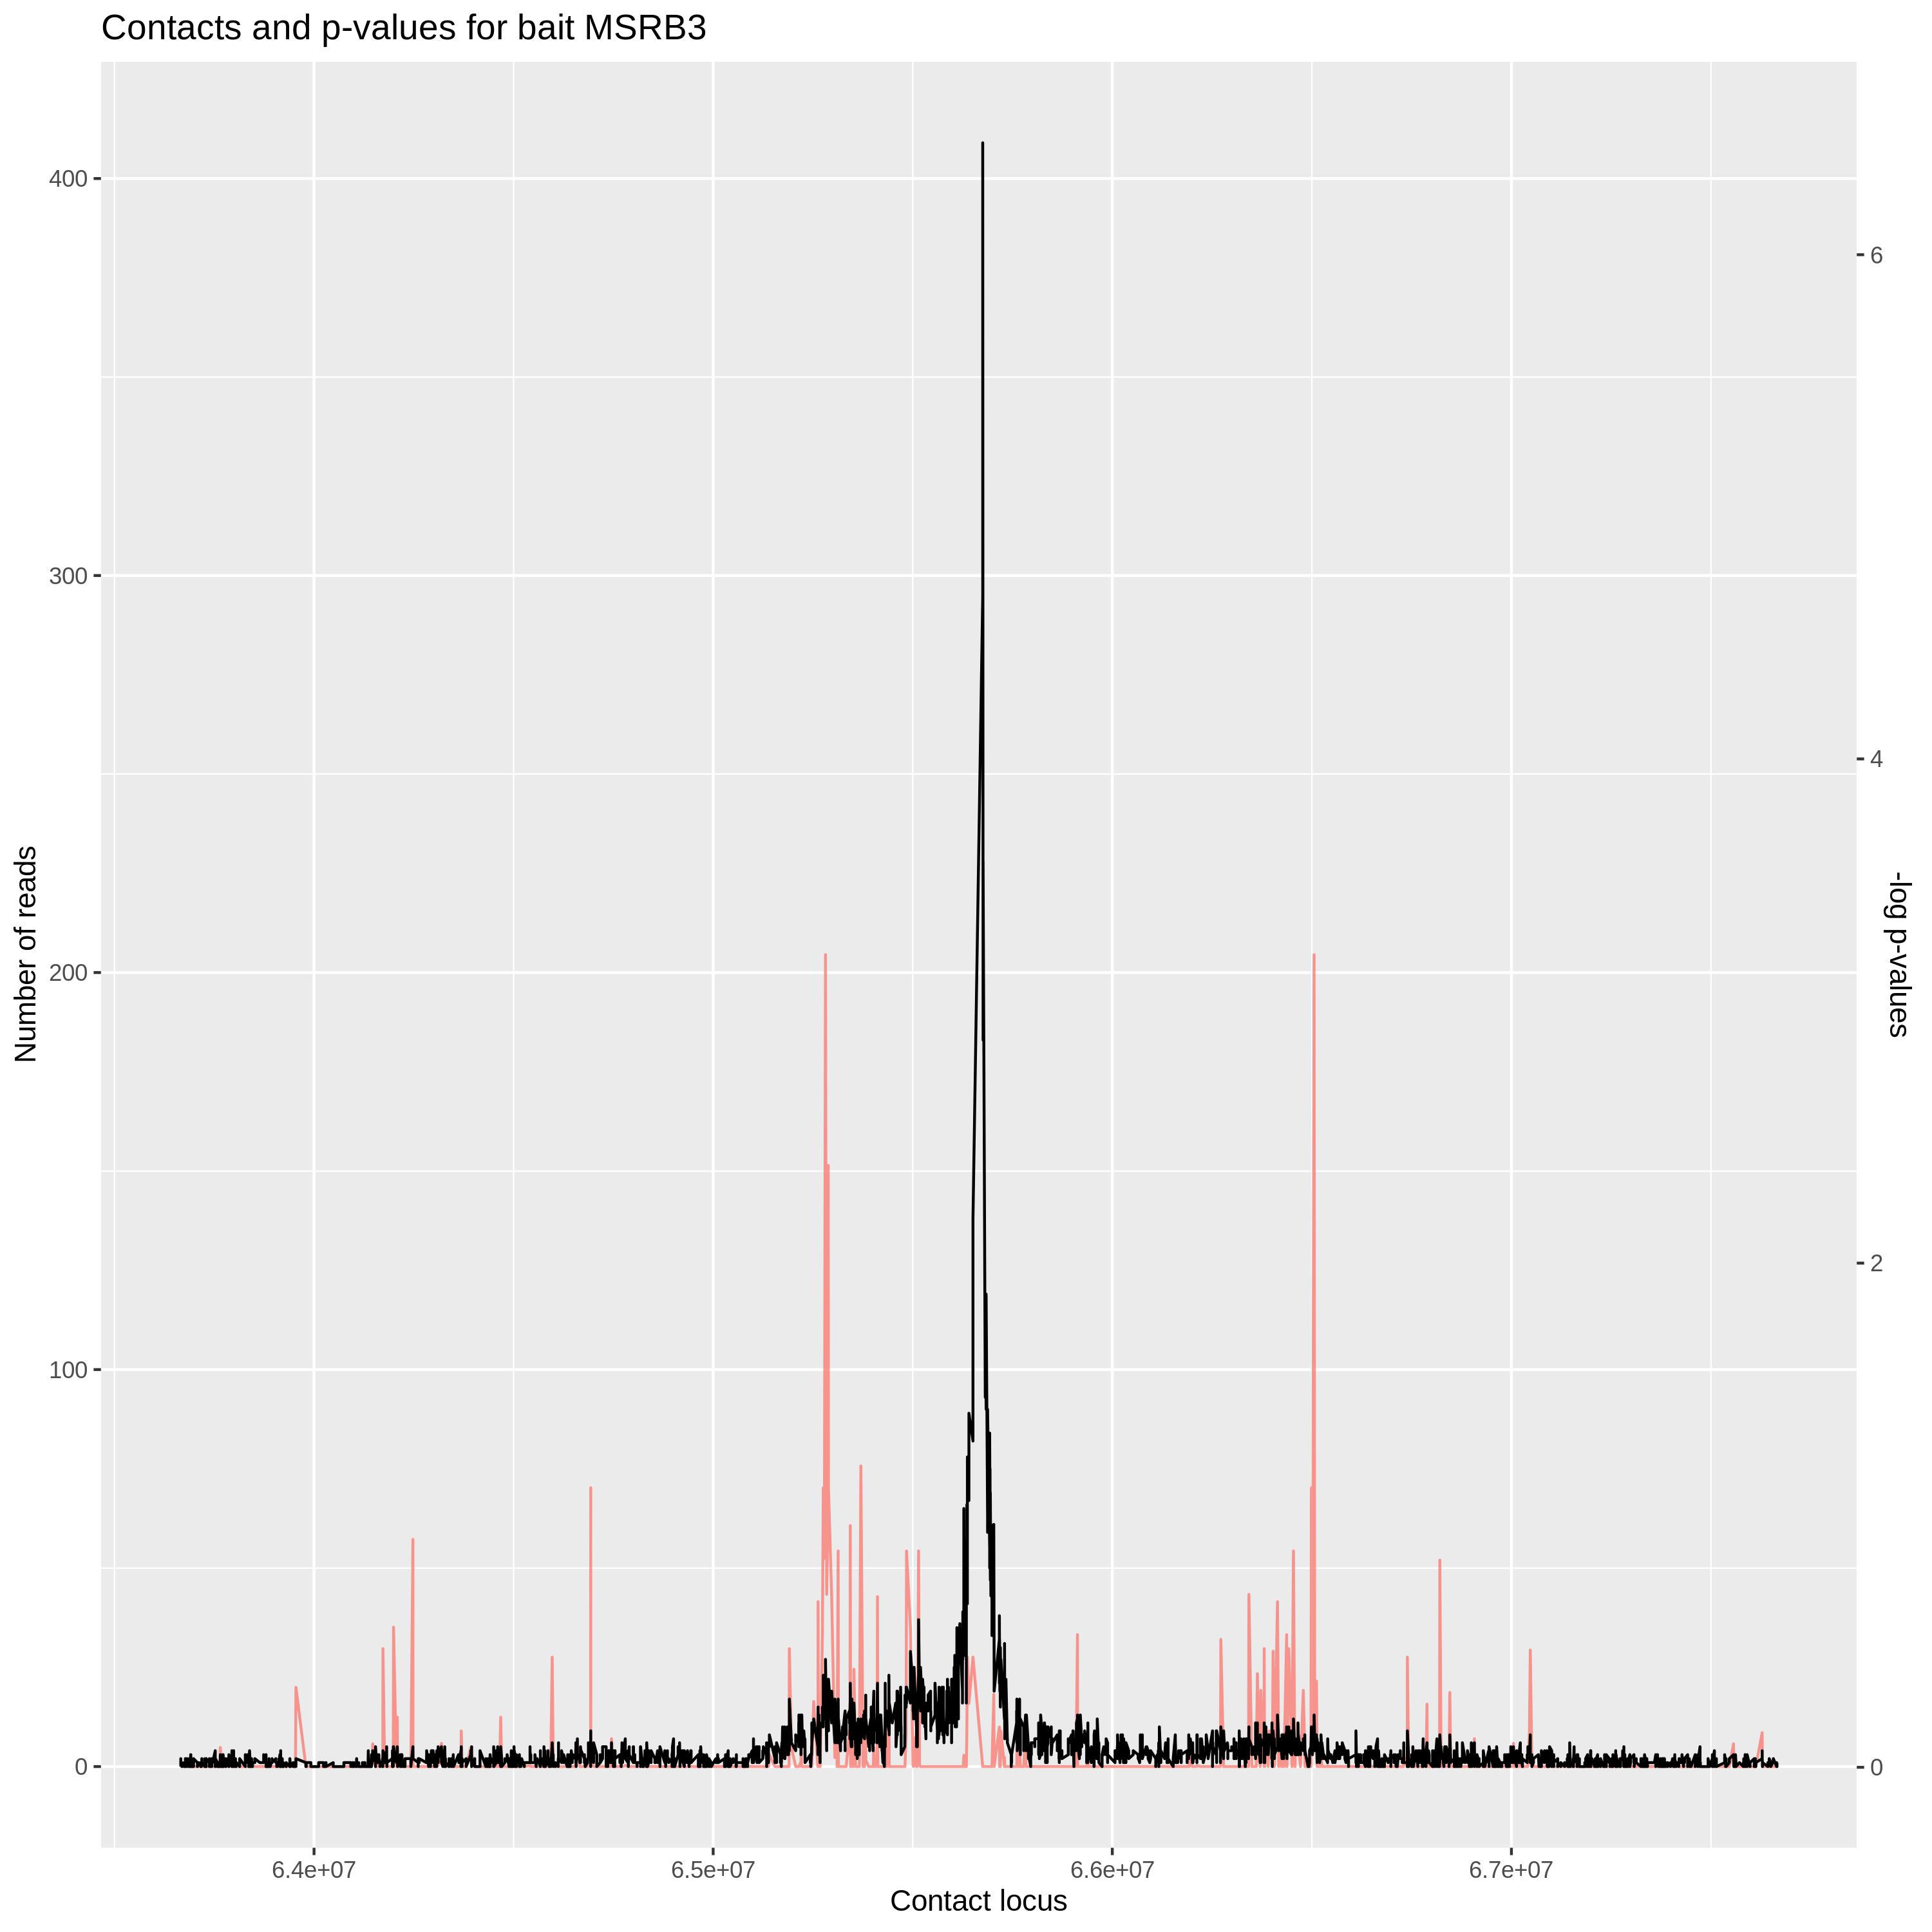 Contacts and p-values for bait MSRB3
400
300
200
100
0
6
4
2
0
Number of reads
-log p-values
6.4e+07
6.5e+07
6.6e+07
6.7e+07
Contact locus